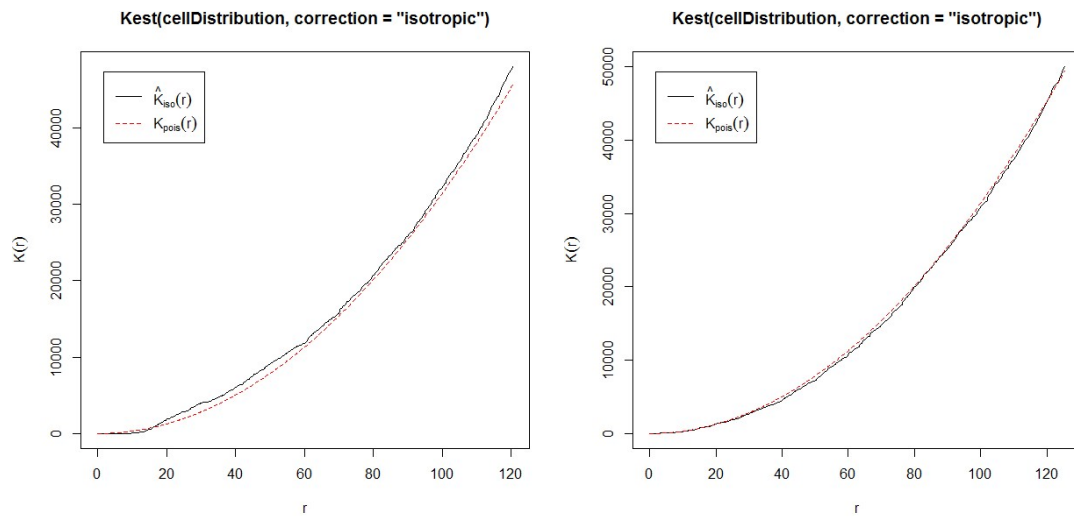 Kest(cellDistribution, correction = "isotropic")
K̂iso(r)
Kpois(r)
K(r)
0
10000
20000
30000
40000
0 20 40 60 80 100 120
r
Kest(cellDistribution, correction = "isotropic")
K̂iso(r)
Kpois(r)
K(r)
0
10000
20000
30000
40000
50000
0 20 40 60 80 100 120
r